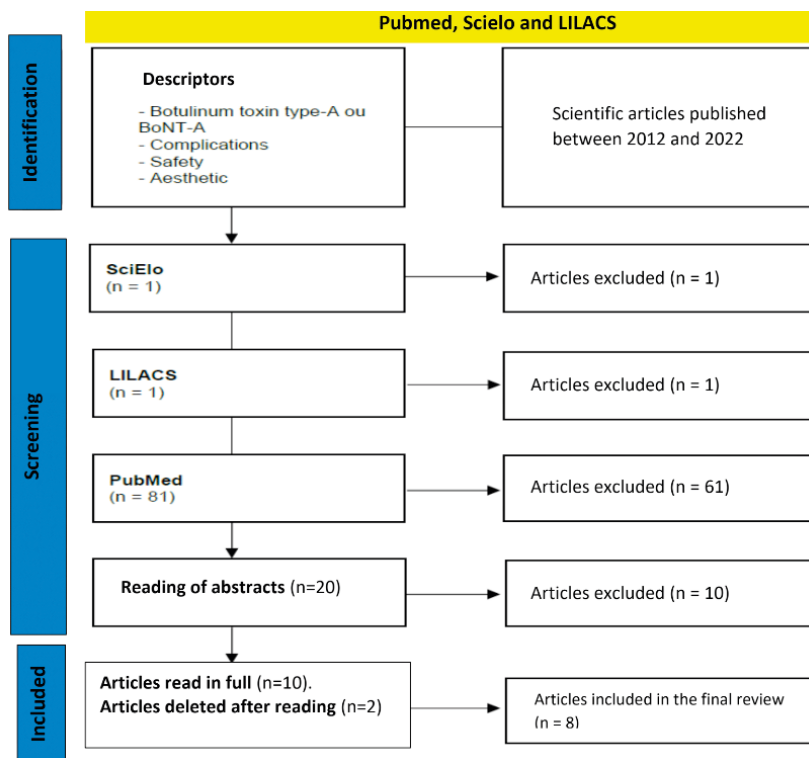 Pubmed, Scielo and LILACS
Identification
Descriptors
- Botulinum toxin type-A ou
BoNT-A
- Complications
- Safety
- Aesthetic
Scientific articles published
between 2012 and 2022
Screening
SciElo
(n = 1)
Articles excluded (n = 1)
LILACS
(n = 1)
Articles excluded (n = 1)
PubMed
(n = 81)
Articles excluded (n = 61)
Reading of abstracts (n=20)
Articles excluded (n = 10)
Included
Articles read in full (n=10).
Articles deleted after reading (n=2)
Articles included in the final review
(n = 8)